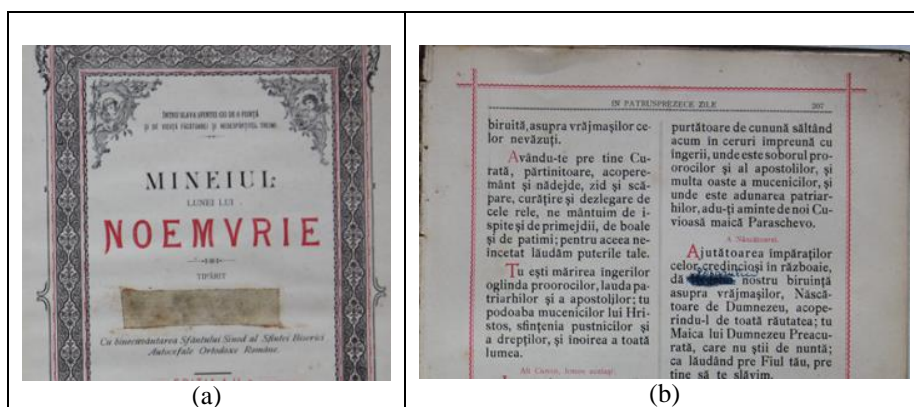 ÎNTRU SLAVA SFINTEI CEI DE O FIINȚĂ
ȘI DE VIAȚĂ FĂCĂTOAREI ȘI NEDESPĂRȚITEI TREIMI
MINEIUL:
LUNEI LUI
NOEMVRIE
TIPĂRIT
Cu binecuvântarea Sfântului Sinod al Sfintei Biserici
Autocefale Ortodoxe Române.
(a)
IN PATRUSPREZECE ZILE 207
biruită, asupra vrăjmașilor ce-
lor nevăzuți.
Avându-te pre tine Cu-
rată, părtinitoare, acopere-
mânt și nădejde, zid și scă-
pare, curățire și dezlegare de
cele rele, ne mântuim de i-
spite și de primejdii, de boale
și de patimi; pentru aceea ne-
incetat lăudăm puterile tale.
Tu ești mărirea îngerilor
oglinda proorocilor, lauda pa-
triarhilor și a apostolilor; tu
podoaba mucenicilor lui Hri-
stos, sfințenia pustnicilor și
a drepților, și înoirea a toată
lumea.
purtătoare de cunună săltând
acum în ceruri împreună cu
îngerii, unde este soborul pro-
orocilor și al apostolilor, și
multa oaste a mucenicilor, și
unde este adunarea patriar-
hilor, adu-ți aminte de noi Cu-
vioasă maică Paraschevo.
A Născătoarei.
Ajutătoarea împăraților
celor credincioși în războaie,
dă nostru biruință
asupra vrăjmașilor, Născă-
toare de Dumnezeu, acope-
rindu-l de toată răutatea; tu
Maica lui Dumnezeu Preacu-
rată, care nu știi de nuntă;
ca lăudând pre Fiul tău, pre
tine să te slăvim.
(b)